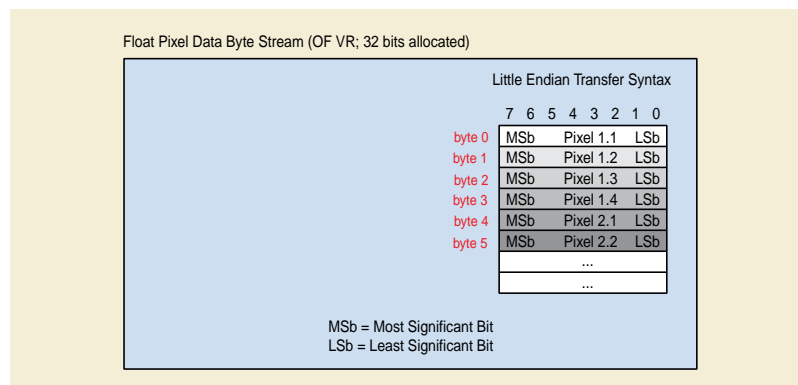 Float Pixel Data Byte Stream (OF VR; 32 bits allocated)
Little Endian Transfer Syntax
7 6 5 4 3 2 1 0
byte 0 MSb Pixel 1.1 LSb
byte 1 MSb Pixel 1.2 LSb
byte 2 MSb Pixel 1.3 LSb
byte 3 MSb Pixel 1.4 LSb
byte 4 MSb Pixel 2.1 LSb
byte 5 MSb Pixel 2.2 LSb
...
...
MSb = Most Significant Bit
LSb = Least Significant Bit